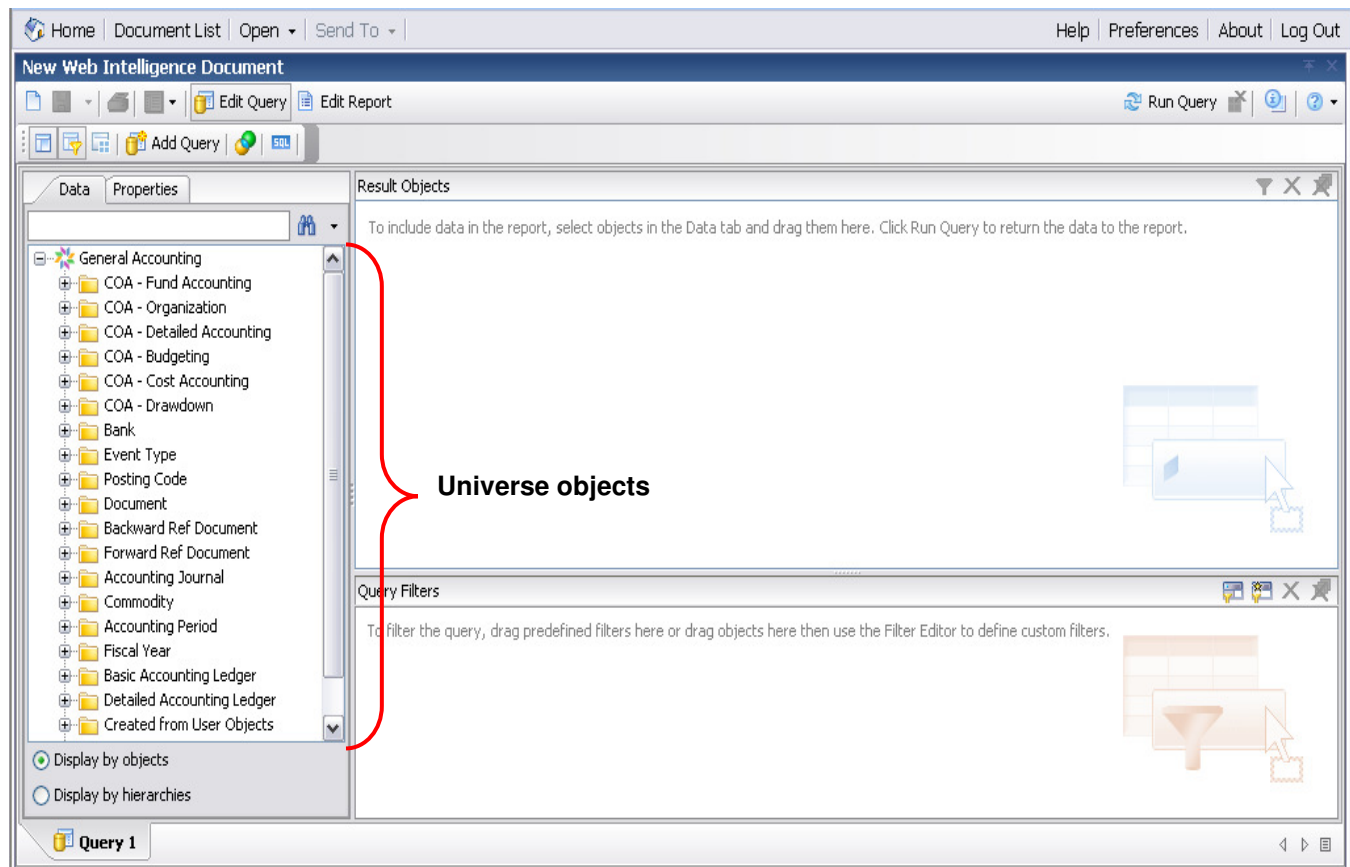 Home Document List Open Send To Help Preferences About Log Out
New Web Intelligence Document
Edit Query Edit Report Run Query
Add Query SQL
Data Properties
Result Objects
To include data in the report, select objects in the Data tab and drag them here. Click Run Query to return the data to the report.
General Accounting
COA - Fund Accounting
COA - Organization
COA - Detailed Accounting
COA - Budgeting
COA - Cost Accounting
COA - Drawdown
Bank
Event Type
Posting Code
Document
Backward Ref Document
Forward Ref Document
Accounting Journal
Commodity
Accounting Period
Fiscal Year
Basic Accounting Ledger
Detailed Accounting Ledger
Created from User Objects
Universe objects
Query Filters
To filter the query, drag predefined filters here or drag objects here then use the Filter Editor to define custom filters.
Display by objects
Display by hierarchies
Query 1